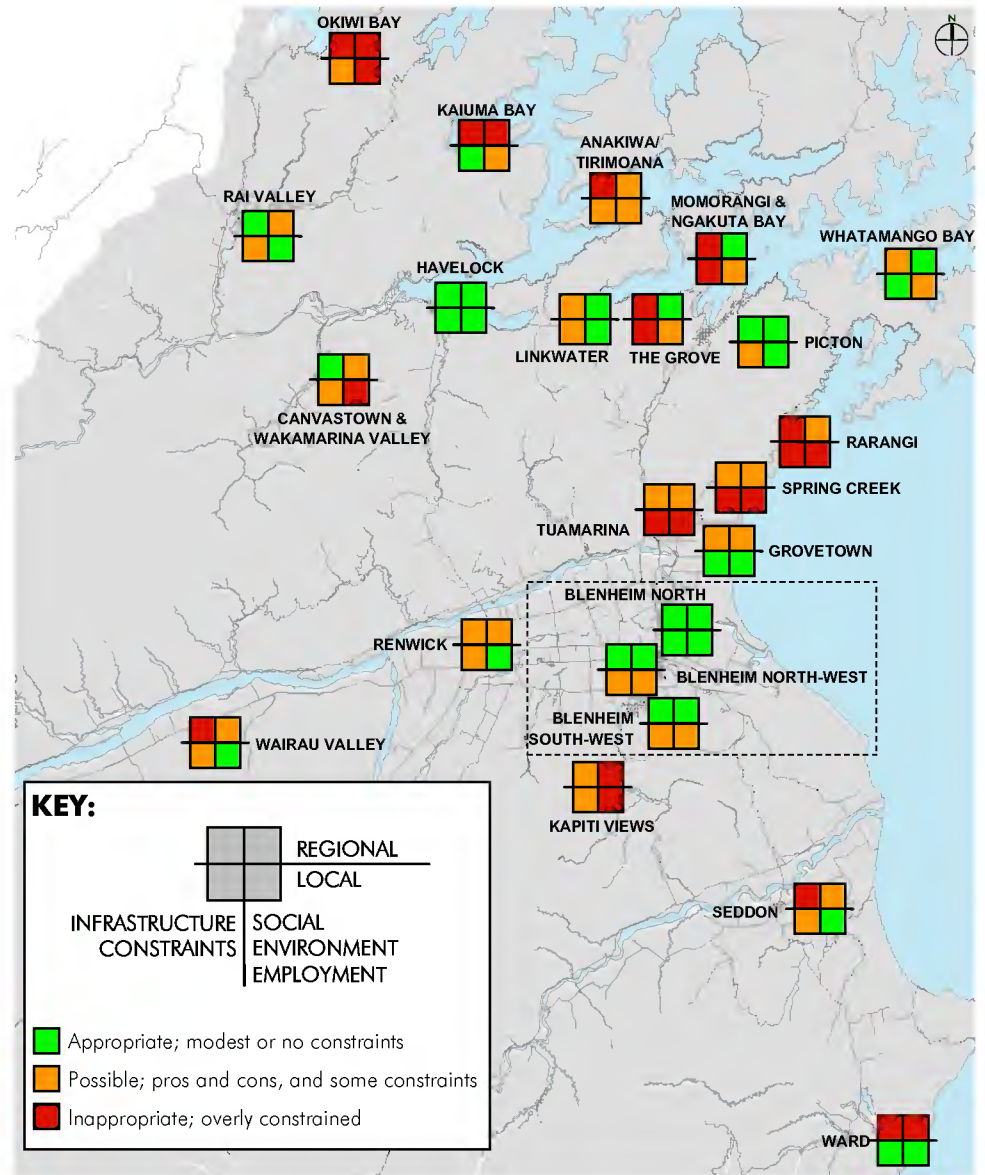 OKIWI BAY
N
KAIUMA BAY
ANAKIWA/
TIRIMOANA
RAI VALLEY
MOMORANGI &
NGAKUTA BAY
WHATAMANGO BAY
HAVELOCK
LINKWATER
THE GROVE
PICTON
CANVASTOWN &
WAKAMARINA VALLEY
RARANGI
SPRING CREEK
TUAMARINA
GROVETOWN
BLENHEIM NORTH
RENWICK
BLENHEIM NORTH-WEST
BLENHEIM
SOUTH-WEST
WAIRAU VALLEY
KAPITI VIEWS
SEDDON
WARD
KEY:
REGIONAL
LOCAL
INFRASTRUCTURE
CONSTRAINTS
SOCIAL
ENVIRONMENT
EMPLOYMENT
Appropriate; modest or no constraints
Possible; pros and cons, and some constraints
Inappropriate; overly constrained